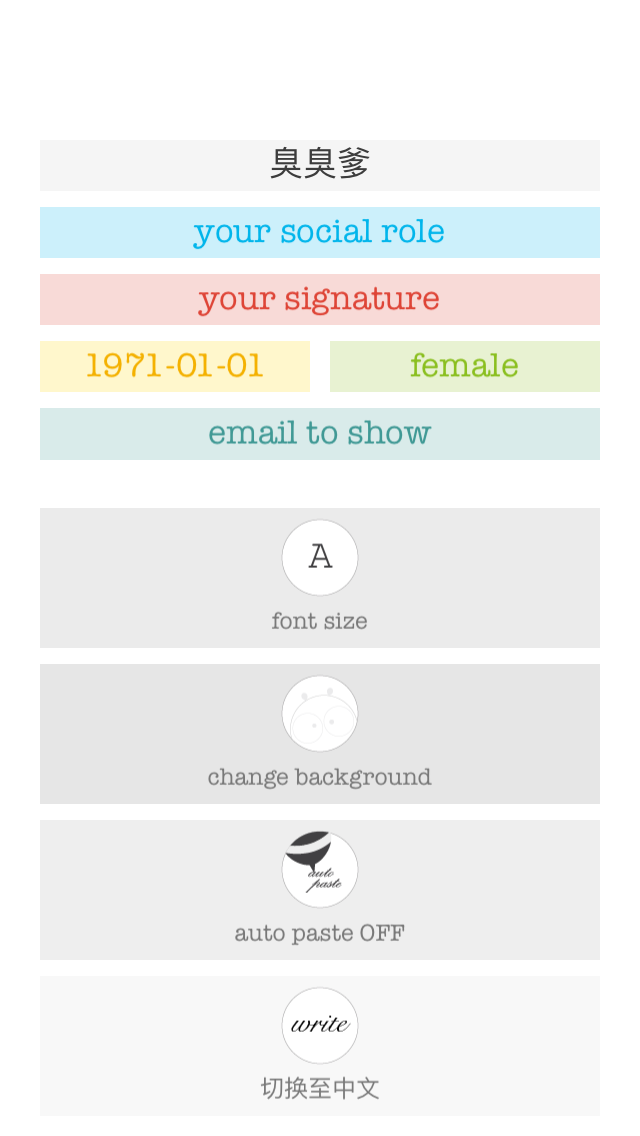 臭臭爹
your social role
your signature
1971-01-01 female
email to show
A
font size
change background
auto
paste
auto paste OFF
write
切换至中文